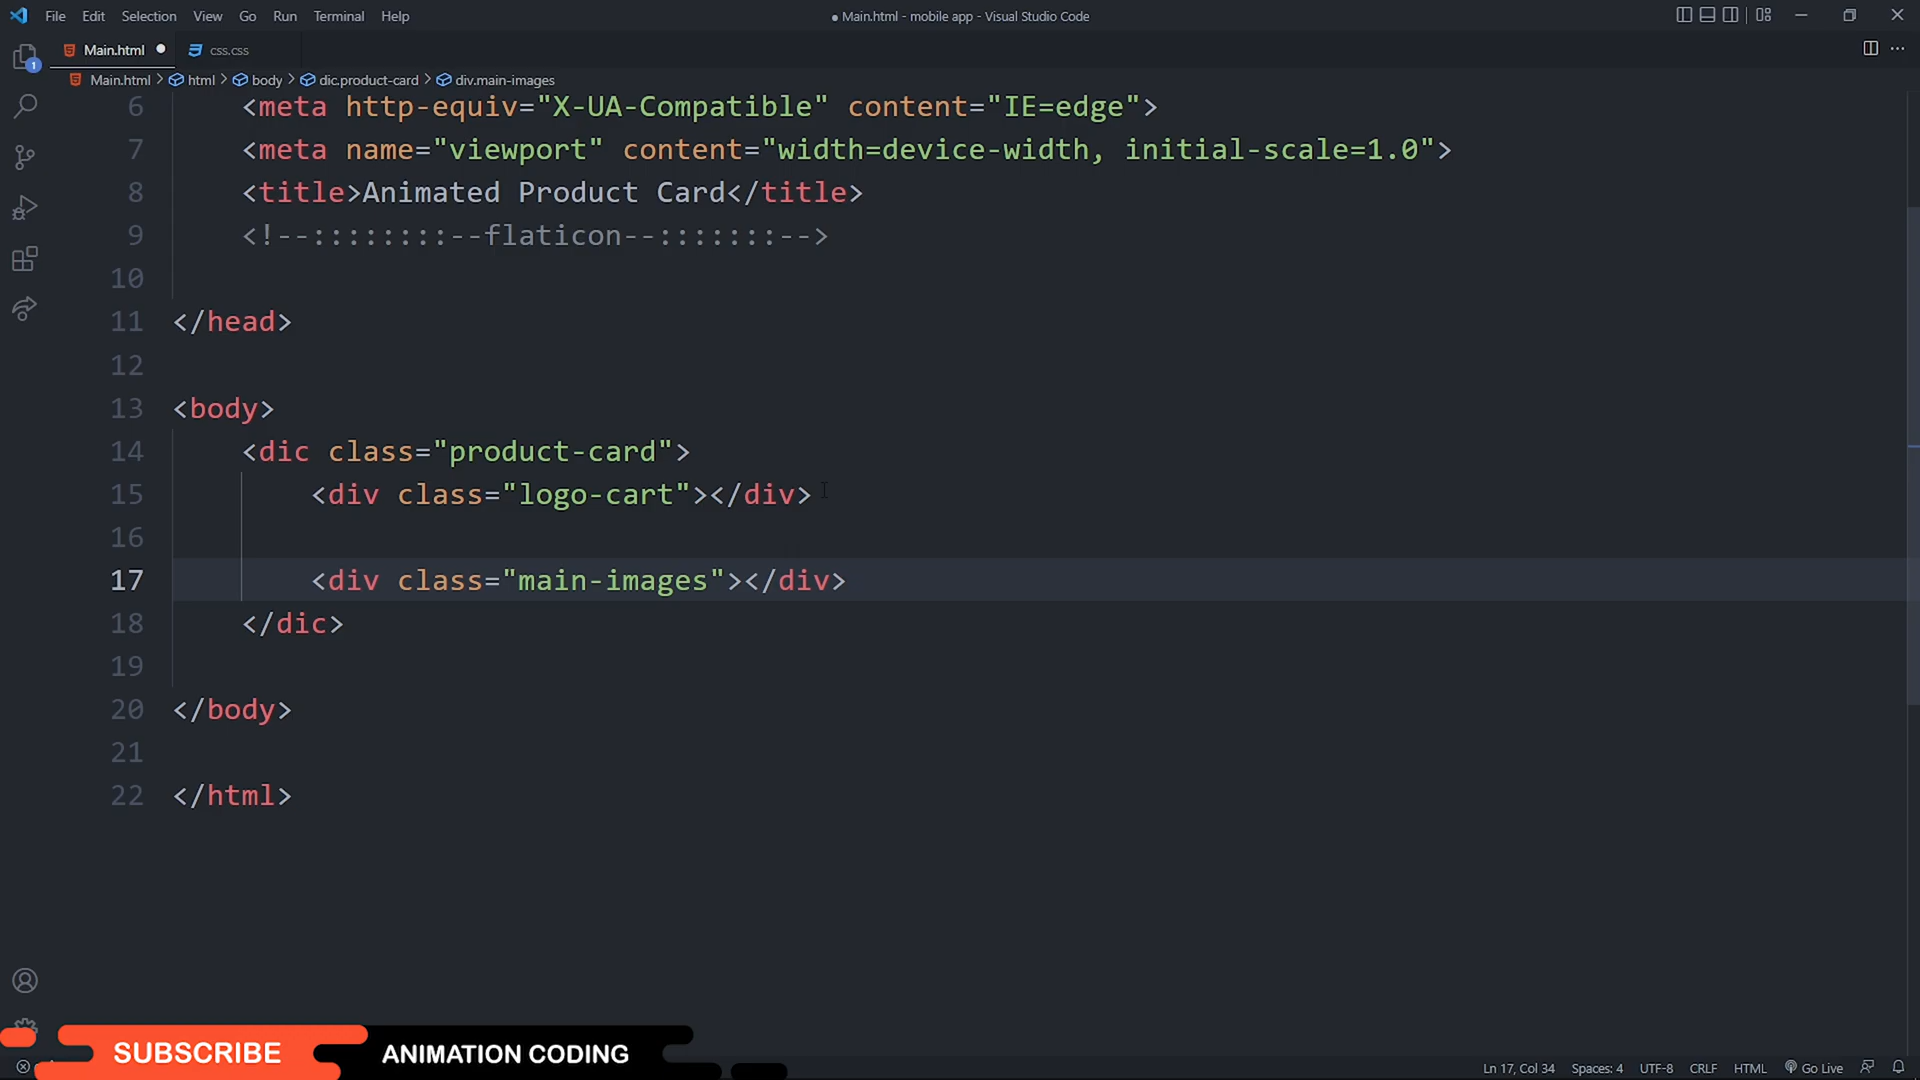 File Edit Selection View Go Run Terminal Help
● Main.html - mobile app - Visual Studio Code
Main.html css.css
1
Main.html > html > body > dic.product-card > div.main-images
6 <meta http-equiv="X-UA-Compatible" content="IE=edge">
7 <meta name="viewport" content="width=device-width, initial-scale=1.0">
8 <title>Animated Product Card</title>
9 <!--::::::::--flaticon--:::::::-->
10
11 </head>
12
13 <body>
14 <dic class="product-card">
15 <div class="logo-cart"></div>
16
17 <div class="main-images"></div>
18 </dic>
19
20 </body>
21
22 </html>
SUBSCRIBE ANIMATION CODING
Ln 17, Col 34 Spaces: 4 UTF-8 CRLF HTML Go Live